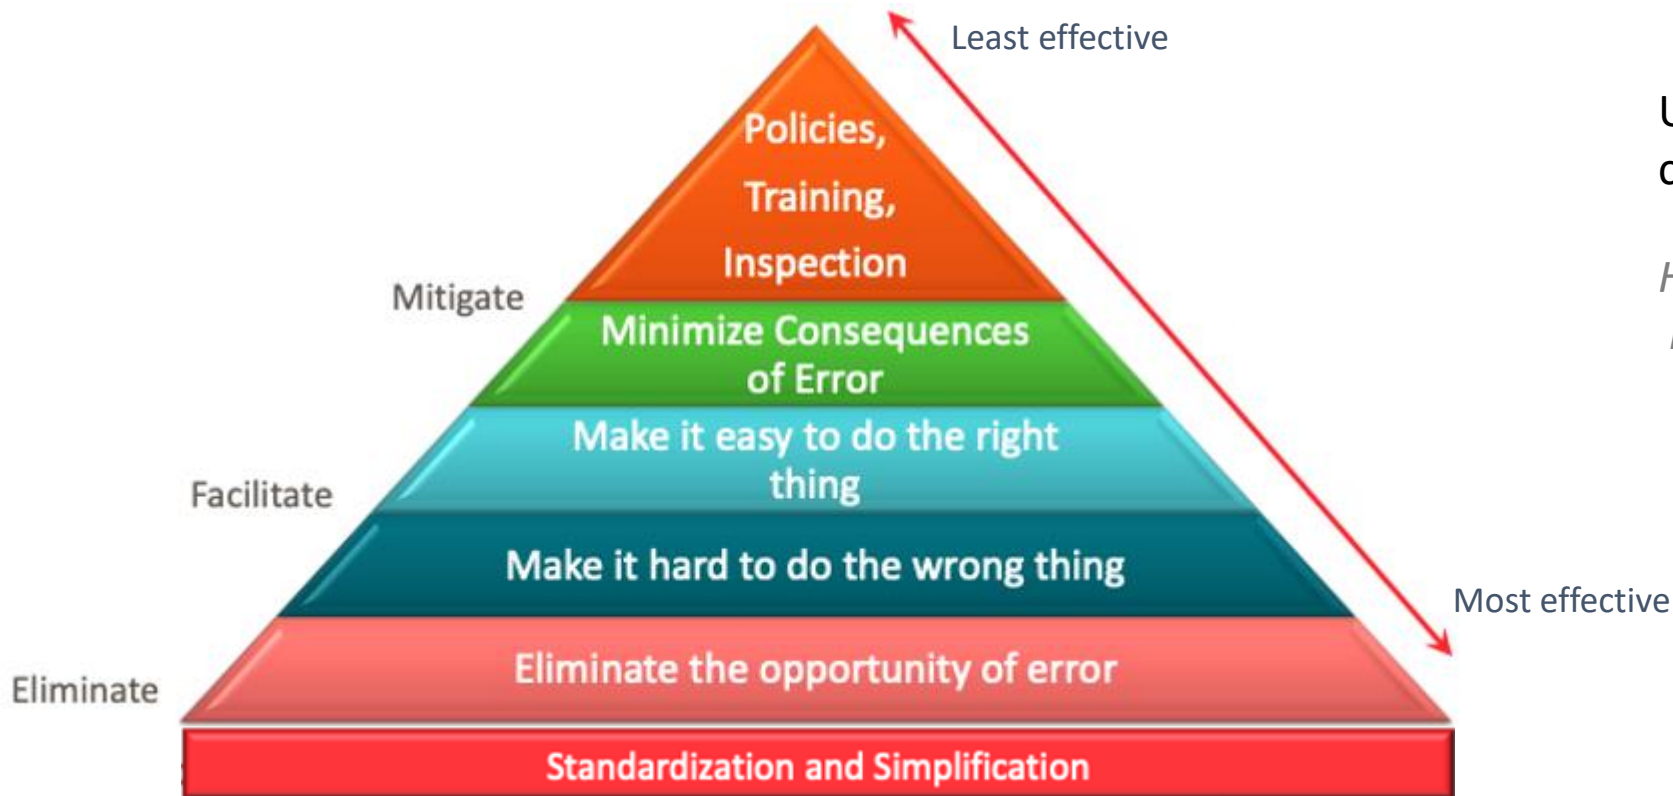 Least effective
Policies,
Training,
Inspection
Mitigate
Minimize Consequences
of Error
Make it easy to do the right
thing
Facilitate
Make it hard to do the wrong thing
Most effective
Eliminate the opportunity of error
Eliminate
Standardization and Simplification